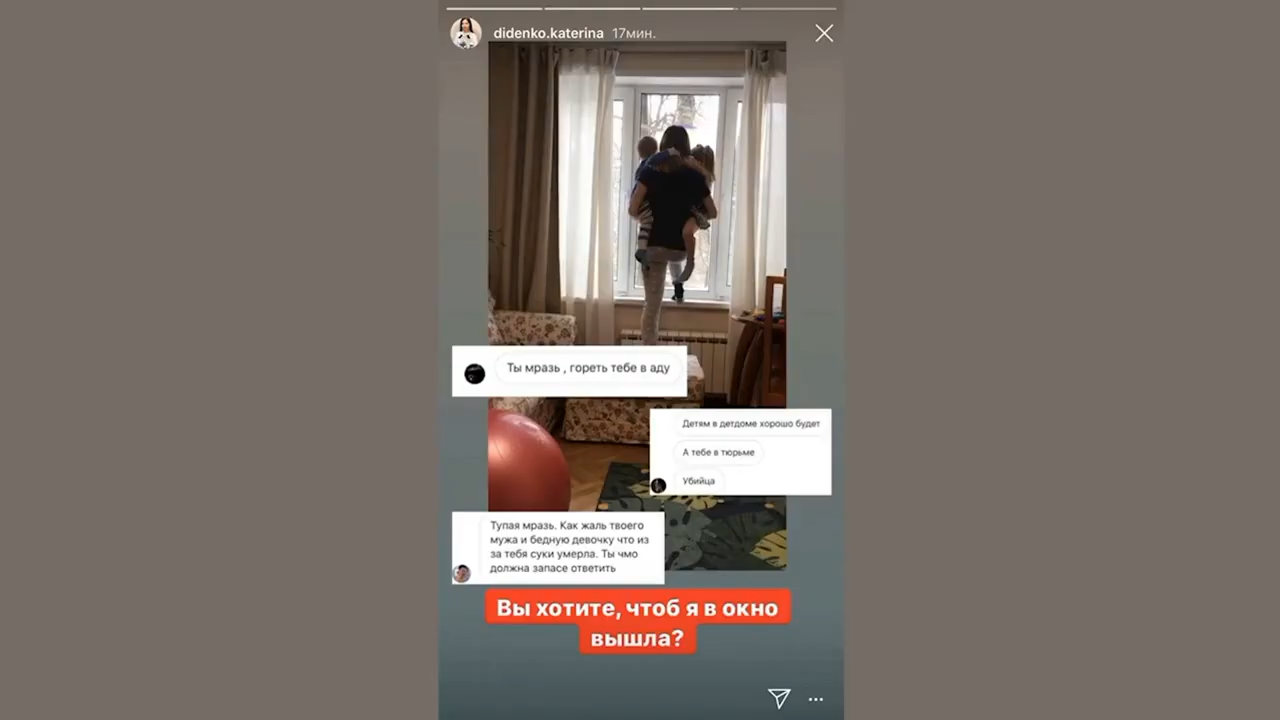 didenko.katerina 17мин.
Ты мразь , гореть тебе в аду
Детям в детдоме хорошо будет
А тебе в тюрьме
Убийца
Тупая мразь. Как жаль твоего
мужа и бедную девочку что из
за тебя суки умерла. Ты чмо
должна запасе ответить
Вы хотите, чтоб я в окно
вышла?